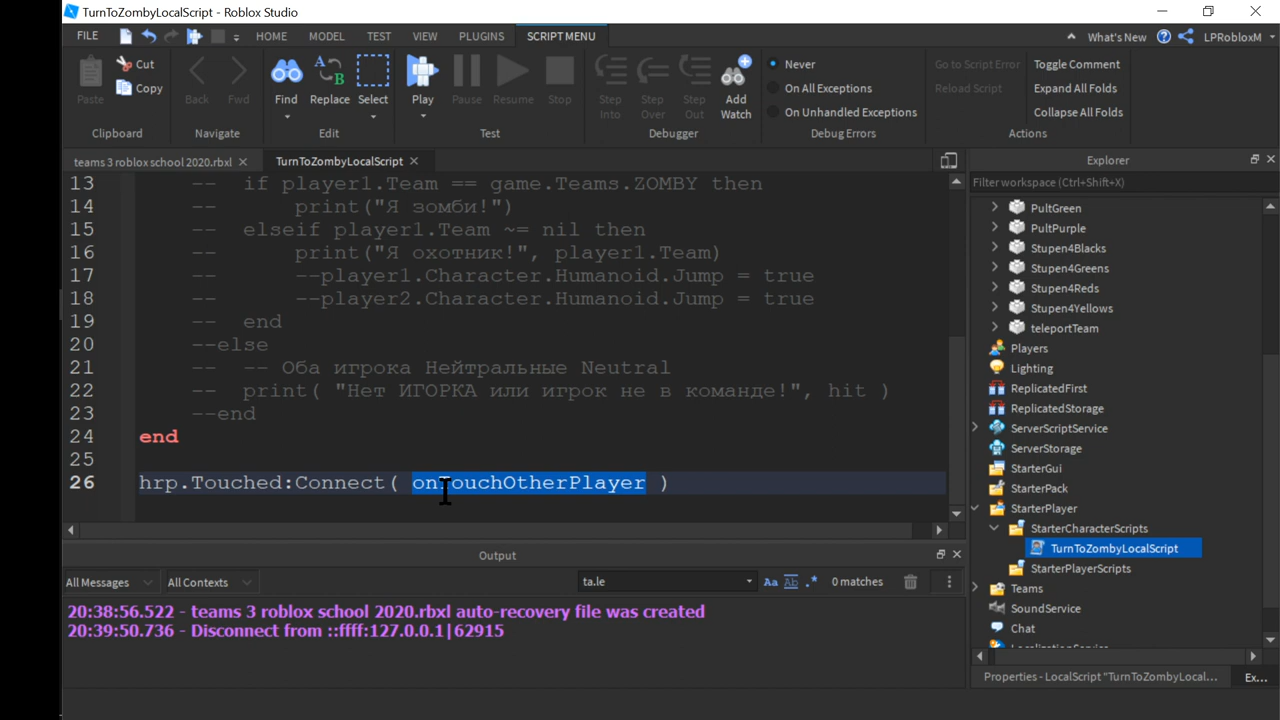 TurnToZombyLocalScript - Roblox Studio
FILE HOME MODEL TEST VIEW PLUGINS SCRIPT MENU What's New LPRobloxM
Paste Cut Copy
Clipboard
Back Fwd
Navigate
Find Replace Select
Edit
Play Pause Resume Stop
Test
Step Into Step Over Step Out Add Watch
Debugger
Never
On All Exceptions
On Unhandled Exceptions
Debug Errors
Go to Script Error
Reload Script
Toggle Comment
Expand All Folds
Collapse All Folds
Actions
teams 3 roblox school 2020.rbxl TurnToZombyLocalScript
13 -- if player1.Team == game.Teams.ZOMBY then
14 -- print("Я зомби!")
15 -- elseif player1.Team ~= nil then
16 -- print("Я охотник!", player1.Team)
17 -- --player1.Character.Humanoid.Jump = true
18 -- --player2.Character.Humanoid.Jump = true
19 -- end
20 --else
21 -- -- Оба игрока Нейтральные Neutral
22 -- print( "Нет ИГОРКА или игрок не в команде!", hit )
23 --end
24 end
25
26 hrp.Touched:Connect( onTouchOtherPlayer )
Output
All Messages All Contexts ta.le Aa Ab .* 0 matches
20:38:56.522 - teams 3 roblox school 2020.rbxl auto-recovery file was created
20:39:50.736 - Disconnect from ::ffff:127.0.0.1|62915
Explorer
Filter workspace (Ctrl+Shift+X)
PultGreen
PultPurple
Stupen4Blacks
Stupen4Greens
Stupen4Reds
Stupen4Yellows
teleportTeam
Players
Lighting
ReplicatedFirst
ReplicatedStorage
ServerScriptService
ServerStorage
StarterGui
StarterPack
StarterPlayer
StarterCharacterScripts
TurnToZombyLocalScript
StarterPlayerScripts
Teams
SoundService
Chat
LocalizationService
Properties - LocalScript "TurnToZombyLocal... Ex...